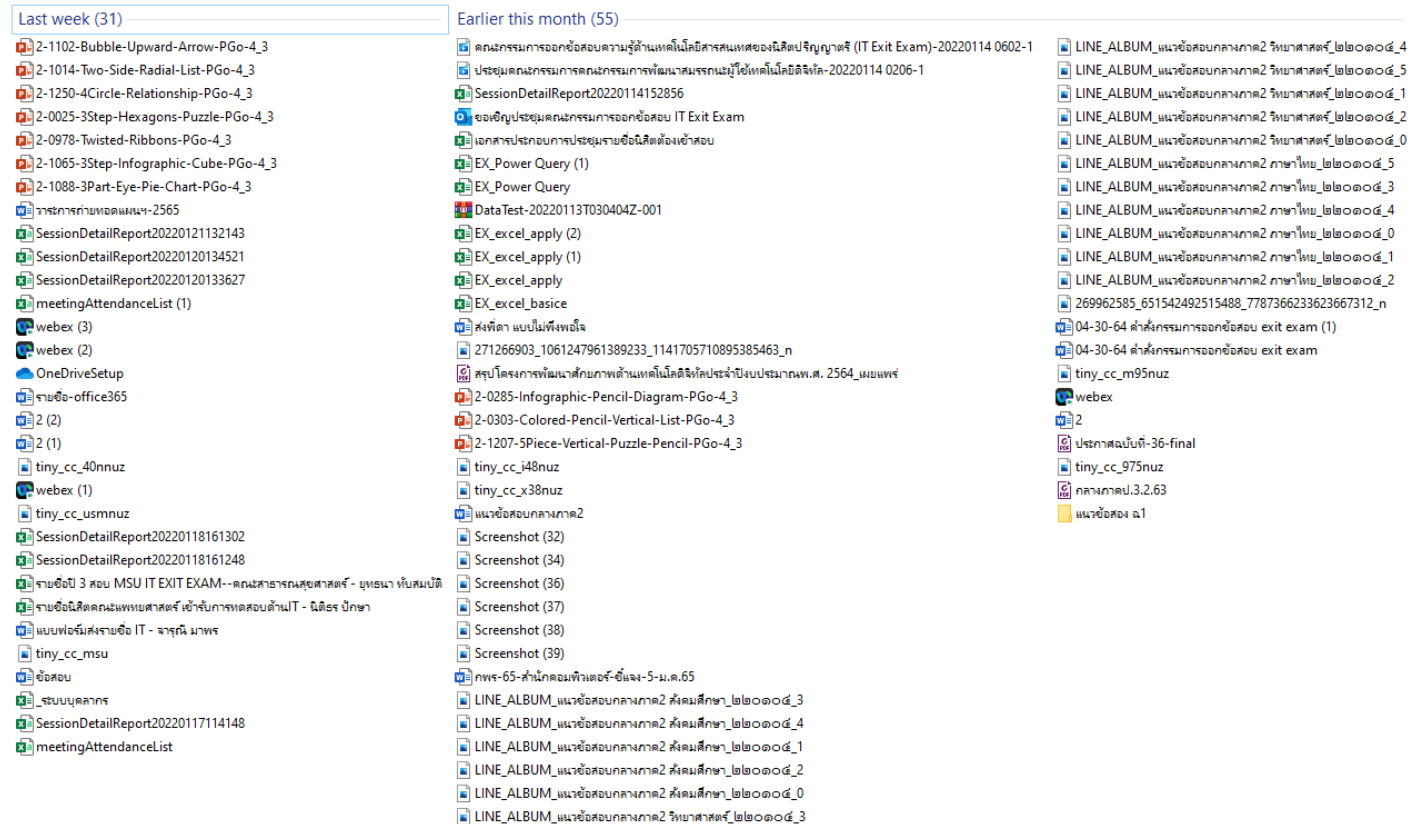 Last week (31)
2-1102-Bubble-Upward-Arrow-PGo-4_3
2-1014-Two-Side-Radial-List-PGo-4_3
2-1250-4Circle-Relationship-PGo-4_3
2-0025-3Step-Hexagons-Puzzle-PGo-4_3
2-0978-Twisted-Ribbons-PGo-4_3
2-1065-3Step-Infographic-Cube-PGo-4_3
2-1088-3Part-Eye-Pie-Chart-PGo-4_3
วาระการถ่ายทอดแผนฯ-2565
SessionDetailReport20220121132143
SessionDetailReport20220120134521
SessionDetailReport20220120133627
meetingAttendanceList (1)
webex (3)
webex (2)
OneDriveSetup
รายชื่อ-office365
2 (2)
2 (1)
tiny_cc_40nnuz
webex (1)
tiny_cc_usmnuz
SessionDetailReport20220118161302
SessionDetailReport20220118161248
รายชื่อปี 3 สอบ MSU IT EXIT EXAM--คณะสาธารณสุขศาสตร์ - ยุทธนา ทับสมบัติ
รายชื่อนิสิตคณะแพทยศาสตร์ เข้ารับการทดสอบด้านIT - นิติธร ปักษา
แบบฟอร์มส่งรายชื่อ IT - จารุณิ มาพร
tiny_cc_msu
ข้อสอบ
_ระบบบุคลากร
SessionDetailReport20220117114148
meetingAttendanceList
Earlier this month (55)
คณะกรรมการออกข้อสอบความรู้ด้านเทคโนโลยีสารสนเทศของนิสิตปริญญาตรี (IT Exit Exam)-20220114 0602-1
ประชุมคณะกรรมการคณะกรรมการพัฒนาสมรรถนะผู้ใช้เทคโนโลยีดิจิทัล-20220114 0206-1
SessionDetailReport20220114152856
ขอเชิญประชุมคณะกรรมการออกข้อสอบ IT Exit Exam
เอกสารประกอบการประชุมรายชื่อนิสิตต้องเข้าสอบ
EX_Power Query (1)
EX_Power Query
DataTest-20220113T030404Z-001
EX_excel_apply (2)
EX_excel_apply (1)
EX_excel_apply
EX_excel_basice
ส่งพี่ดา แบบไม่พึงพอใจ
271266903_1061247961389233_1141705710895385463_n
สรุปโครงการพัฒนาศักยภาพด้านเทคโนโลดิจิทัลประจำปีงบประมาณพ.ศ. 2564_เผยแพร่
2-0285-Infographic-Pencil-Diagram-PGo-4_3
2-0303-Colored-Pencil-Vertical-List-PGo-4_3
2-1207-5Piece-Vertical-Puzzle-Pencil-PGo-4_3
tiny_cc_i48nuz
tiny_cc_x38nuz
แนวข้อสอบกลางภาค2
Screenshot (32)
Screenshot (34)
Screenshot (36)
Screenshot (37)
Screenshot (38)
Screenshot (39)
กพร-65-สำนักคอมพิวเตอร์-ชี้แจง-5-ม.ค.65
LINE_ALBUM_แนวข้อสอบกลางภาค2 สังคมศึกษา_๒๒๐๑๐๔_3
LINE_ALBUM_แนวข้อสอบกลางภาค2 สังคมศึกษา_๒๒๐๑๐๔_4
LINE_ALBUM_แนวข้อสอบกลางภาค2 สังคมศึกษา_๒๒๐๑๐๔_1
LINE_ALBUM_แนวข้อสอบกลางภาค2 สังคมศึกษา_๒๒๐๑๐๔_2
LINE_ALBUM_แนวข้อสอบกลางภาค2 สังคมศึกษา_๒๒๐๑๐๔_0
LINE_ALBUM_แนวข้อสอบกลางภาค2 วิทยาศาสตร์_๒๒๐๑๐๔_3
LINE_ALBUM_แนวข้อสอบกลางภาค2 วิทยาศาสตร์_๒๒๐๑๐๔_4
LINE_ALBUM_แนวข้อสอบกลางภาค2 วิทยาศาสตร์_๒๒๐๑๐๔_5
LINE_ALBUM_แนวข้อสอบกลางภาค2 วิทยาศาสตร์_๒๒๐๑๐๔_1
LINE_ALBUM_แนวข้อสอบกลางภาค2 วิทยาศาสตร์_๒๒๐๑๐๔_2
LINE_ALBUM_แนวข้อสอบกลางภาค2 วิทยาศาสตร์_๒๒๐๑๐๔_0
LINE_ALBUM_แนวข้อสอบกลางภาค2 ภาษาไทย_๒๒๐๑๐๔_5
LINE_ALBUM_แนวข้อสอบกลางภาค2 ภาษาไทย_๒๒๐๑๐๔_3
LINE_ALBUM_แนวข้อสอบกลางภาค2 ภาษาไทย_๒๒๐๑๐๔_4
LINE_ALBUM_แนวข้อสอบกลางภาค2 ภาษาไทย_๒๒๐๑๐๔_0
LINE_ALBUM_แนวข้อสอบกลางภาค2 ภาษาไทย_๒๒๐๑๐๔_1
LINE_ALBUM_แนวข้อสอบกลางภาค2 ภาษาไทย_๒๒๐๑๐๔_2
269962585_651542492515488_7787366233623667312_n
04-30-64 คำสั่งกรรมการออกข้อสอบ exit exam (1)
04-30-64 คำสั่งกรรมการออกข้อสอบ exit exam
tiny_cc_m95nuz
webex
2
ประกาศฉบับที่-36-final
tiny_cc_975nuz
กลางภาคป.3.2.63
แนวข้อสอง ฉ1